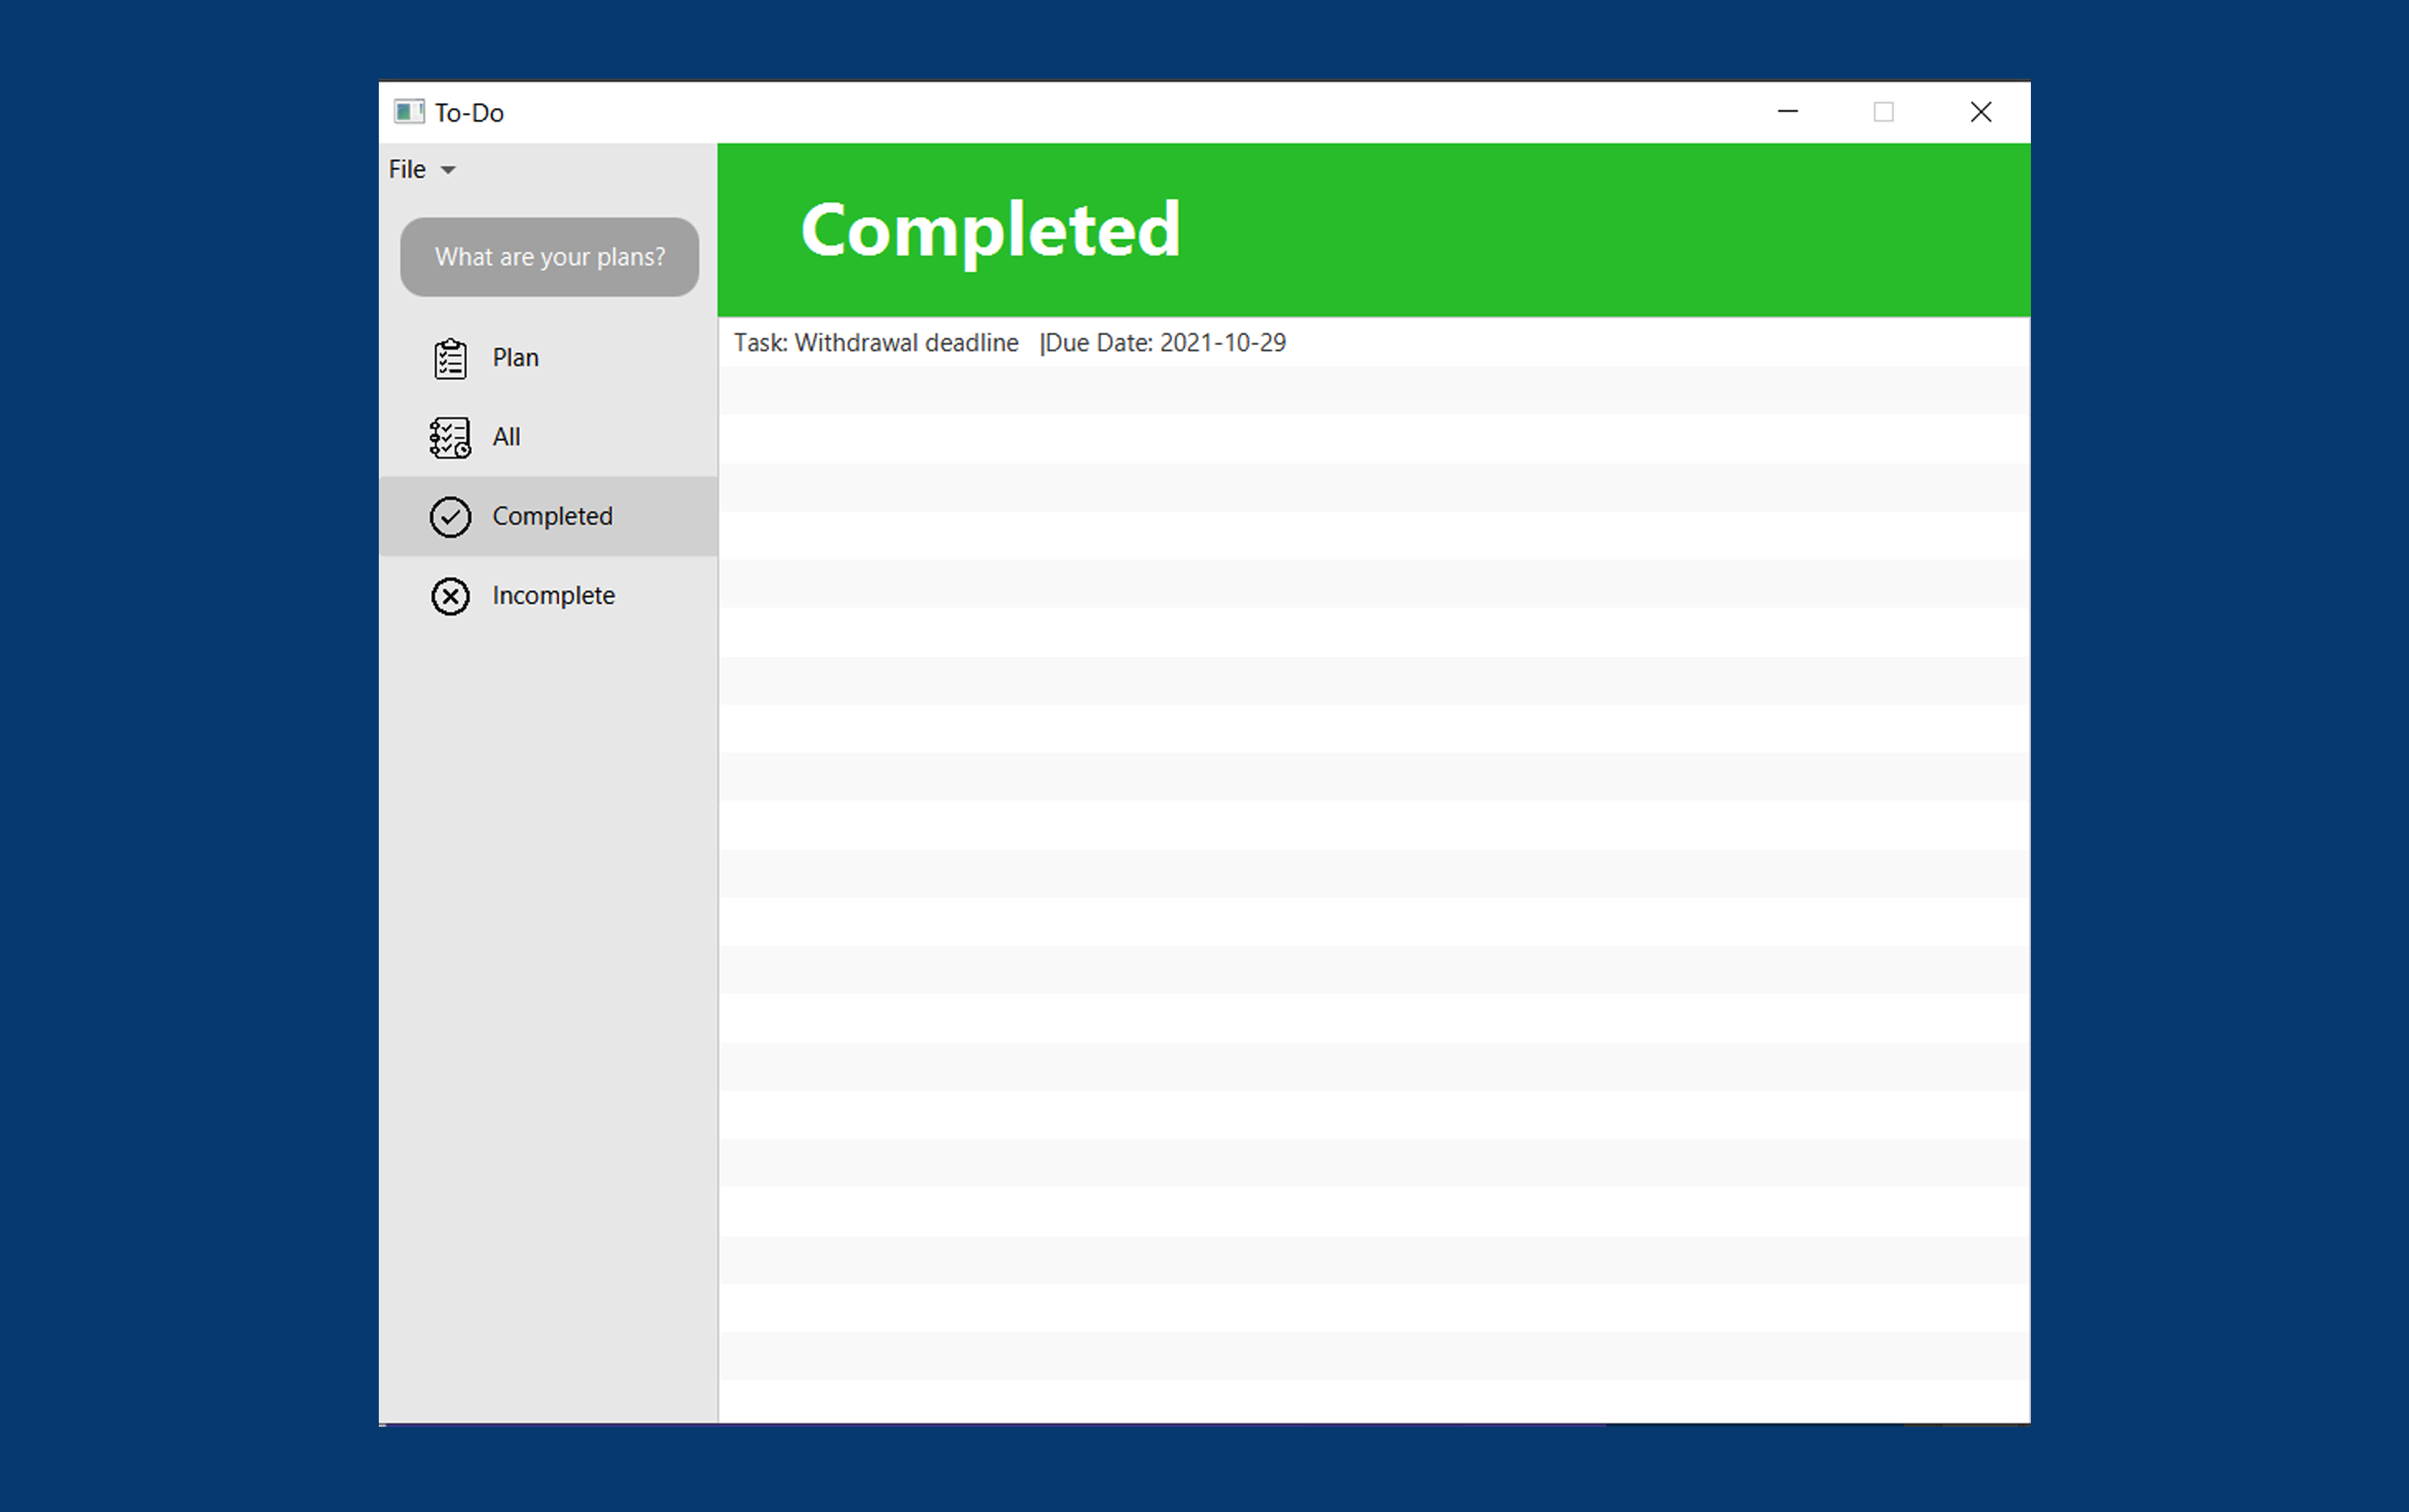 To-Do
File
What are your plans?
Plan
All
Completed
Incomplete
Completed
Task: Withdrawal deadline |Due Date: 2021-10-29